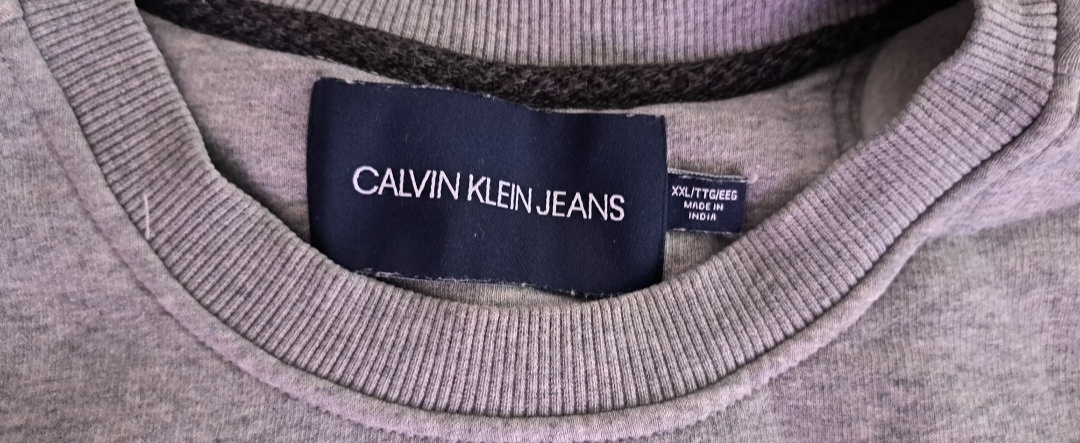 CALVIN KLEIN JEANS
XXL/TTG/EEG
MADE IN
INDIA